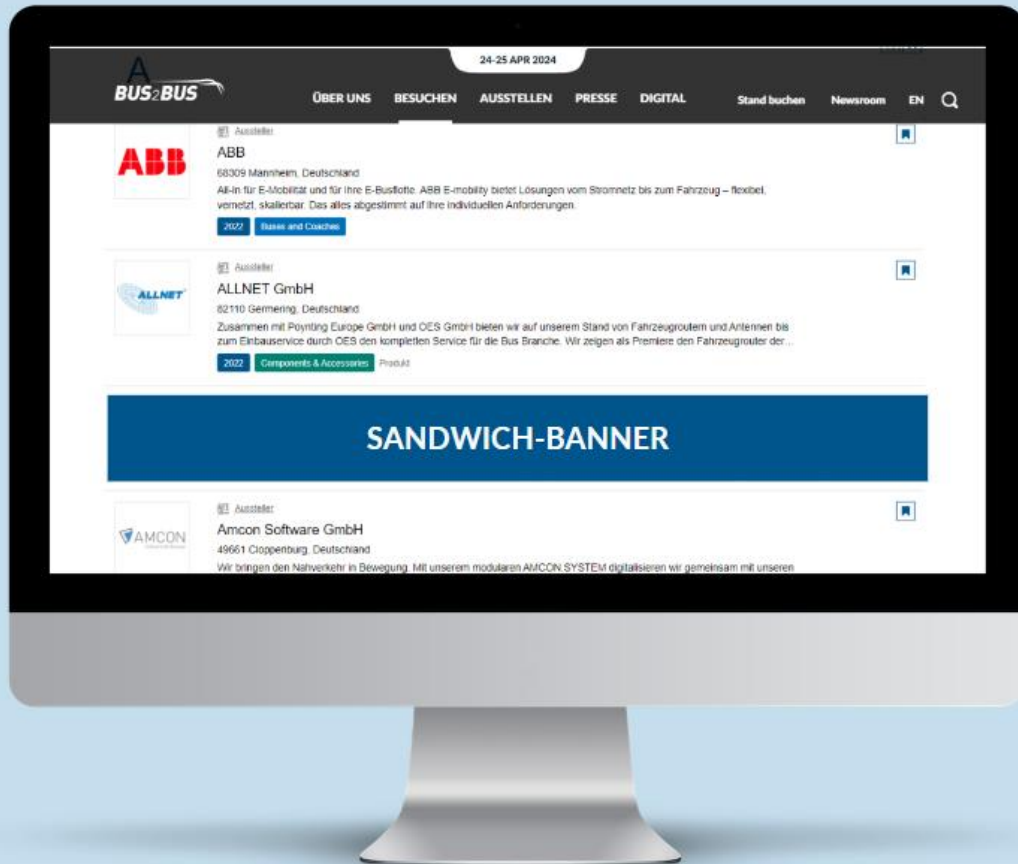 24-25 APR 2024
A
BUS2BUS
ÜBER UNS BESUCHEN AUSSTELLEN PRESSE DIGITAL Stand buchen Newsroom EN
ABB
Aussteller
ABB
68309 Mannheim, Deutschland
All-in für E-Mobilität und für Ihre E-Busflotte. ABB E-mobility bietet Lösungen vom Stromnetz bis zum Fahrzeug – flexibel,
vernetzt, skalierbar. Das alles abgestimmt auf Ihre individuellen Anforderungen.
2022 Buses and Coaches
ALLNET
Aussteller
ALLNET GmbH
82110 Germering, Deutschland
Zusammen mit Poynting Europe GmbH und OES GmbH bieten wir auf unserem Stand von Fahrzeugroutern und Antennen bis
zum Einbauservice durch OES den kompletten Service für die Bus Branche. Wir zeigen als Premiere den Fahrzeugrouter der…
2022 Components & Accessories Produkt
SANDWICH-BANNER
AMCON
Aussteller
Amcon Software GmbH
49661 Cloppenburg, Deutschland
Wir bringen den Nahverkehr in Bewegung. Mit unserem modularen AMCON.SYSTEM digitalisieren wir gemeinsam mit unseren